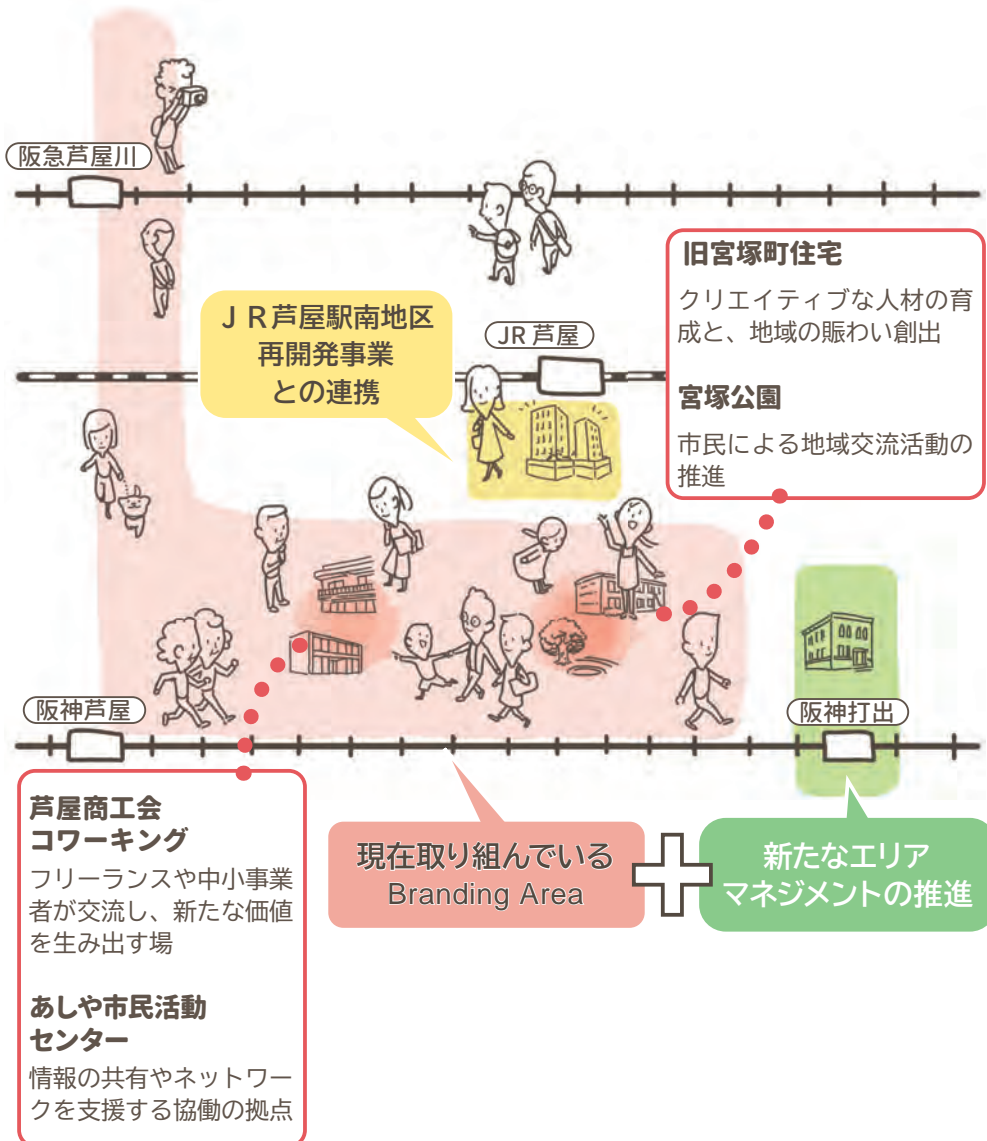 阪急芦屋川
旧宮塚町住宅
クリエイティブな人材の育
成と、地域の賑わい創出
宮塚公園
市民による地域交流活動の
推進
ＪＲ芦屋駅南地区
再開発事業
との連携
JR 芦屋
阪神芦屋
阪神打出
芦屋商工会
コワーキング
フリーランスや中小事業
者が交流し、新たな価値
を生み出す場
あしや市民活動
センター
情報の共有やネットワー
クを支援する協働の拠点
現在取り組んでいる
Branding Area
新たなエリア
マネジメントの推進